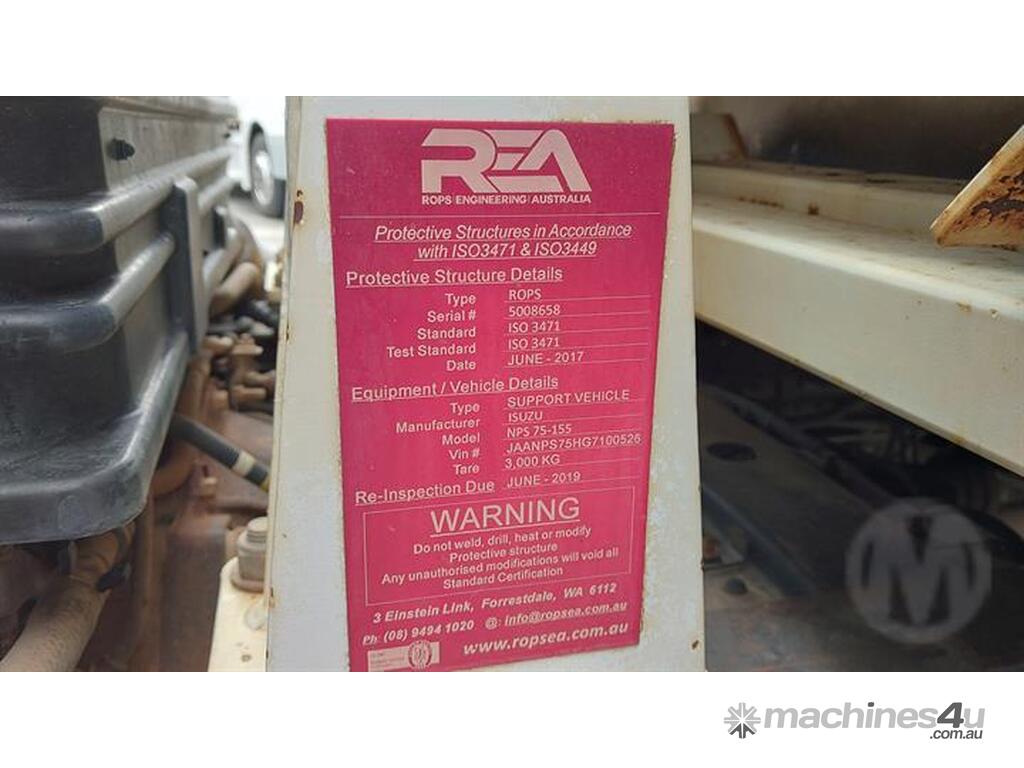 REA
ROPS | ENGINEERING | AUSTRALIA
Protective Structures in Accordance
with ISO3471 & ISO3449
Protective Structure Details
Type ROPS
Serial # 5008658
Standard ISO 3471
Test Standard ISO 3471
Date JUNE - 2017
Equipment / Vehicle Details
Type SUPPORT VEHICLE
Manufacturer ISUZU
Model NPS 75-155
Vin# JAANPS75HG7100526
Tare 3,000 KG
Re-Inspection Due JUNE - 2019
WARNING
Do not weld, drill, heat or modify
Protective structure
Any unauthorised modifications will void all
Standard Certification
3 Einstein Link, Forrestdale, WA 6112
Ph: (08) 9494 1020 @: info@ropsea.com.au
www.ropsea.com.au
M
machines4u
.com.au